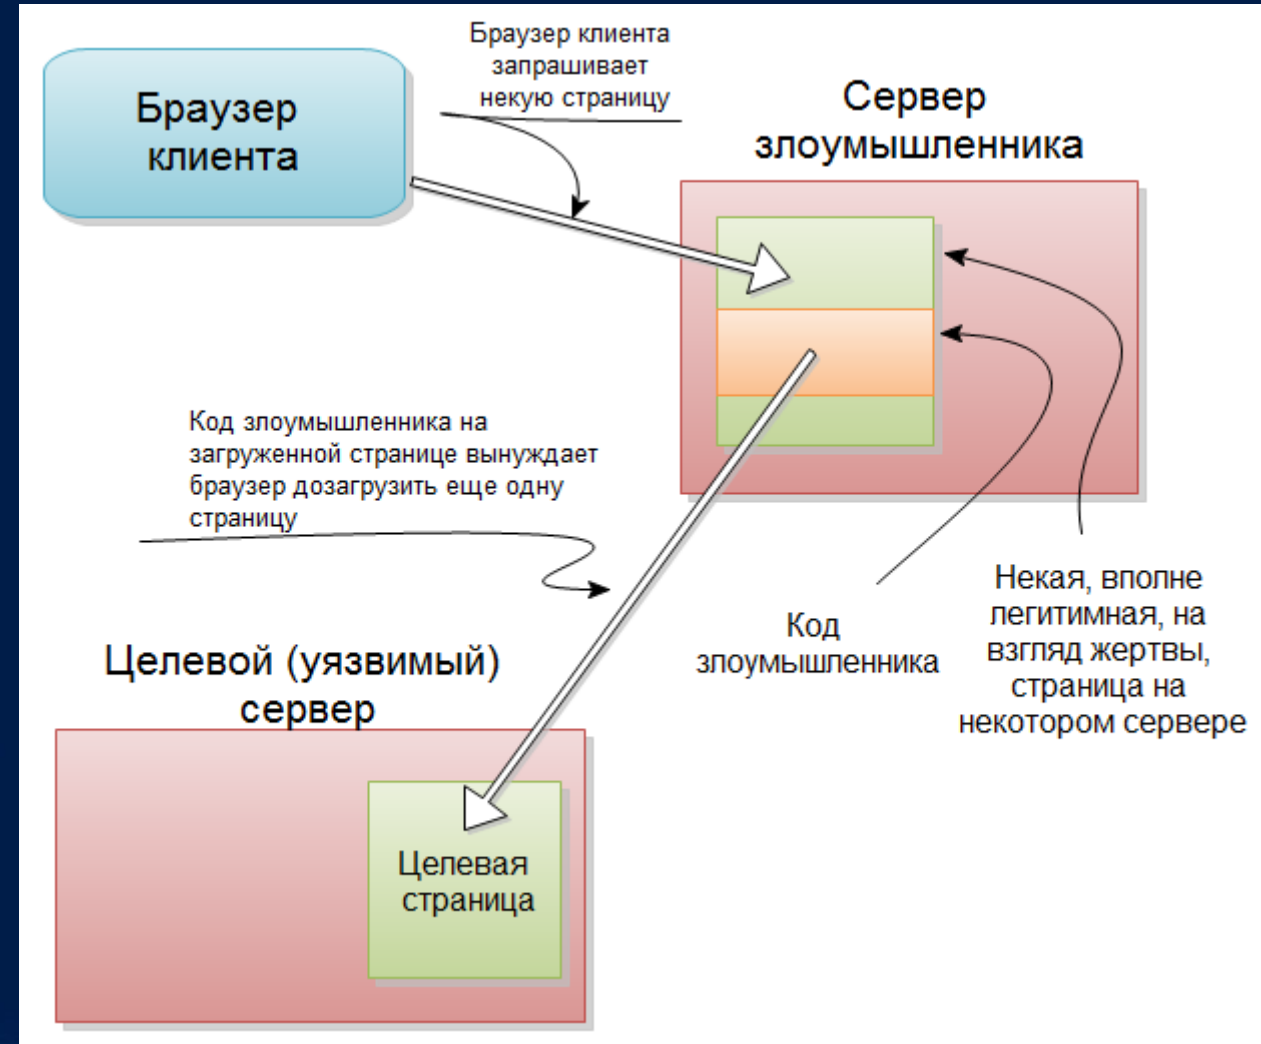 Браузер клиента
запрашивает
некую страницу
Браузер
клиента
Сервер
злоумышленника
Код злоумышленника на
загруженной странице вынуждает
браузер дозагрузить еще одну
страницу
Некая, вполне
легитимная, на
взгляд жертвы,
страница на
некотором сервере
Код
злоумышленника
Целевой (уязвимый)
сервер
Целевая
страница